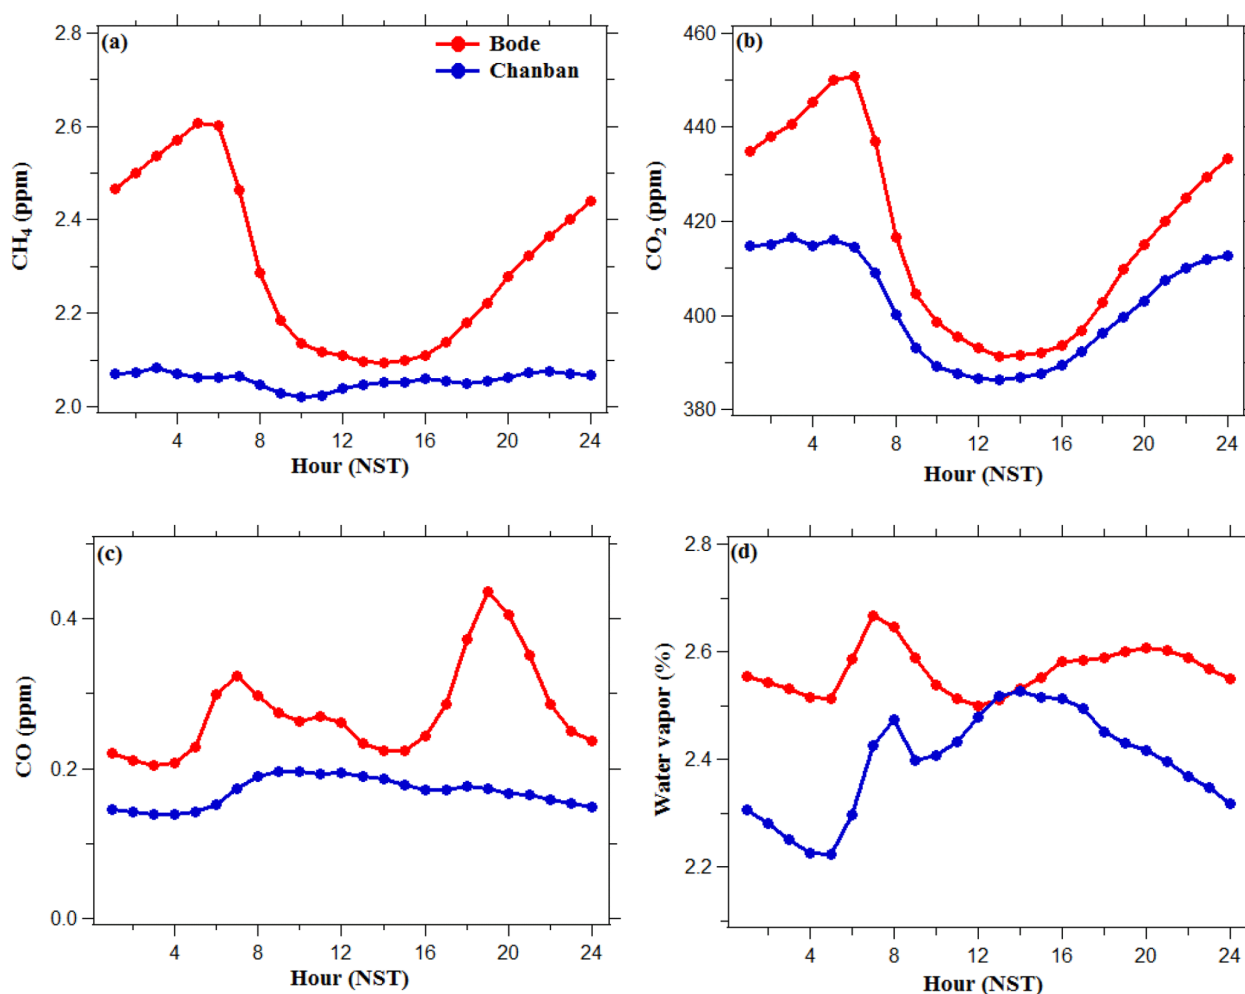 (a)
Bode
Chanban
2.8
2.6
2.4
2.2
2.0
CH4 (ppm)
4 8 12 16 20 24
Hour (NST)
(b)
460
440
420
400
380
CO2 (ppm)
4 8 12 16 20 24
Hour (NST)
(c)
0.4
0.2
0.0
CO (ppm)
4 8 12 16 20 24
Hour (NST)
(d)
2.8
2.6
2.4
2.2
Water vapor (%)
4 8 12 16 20 24
Hour (NST)